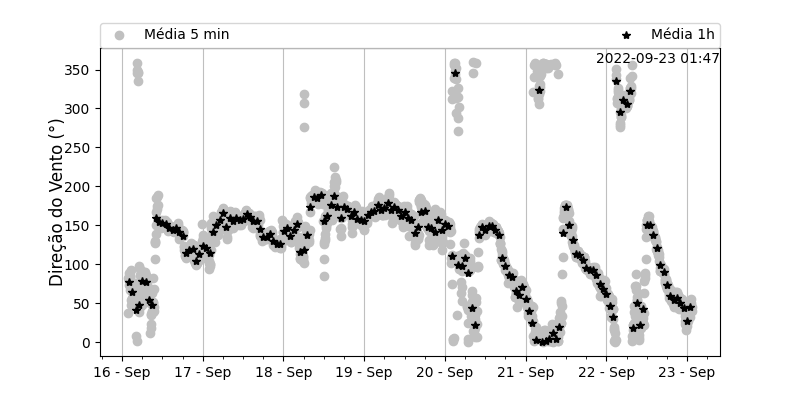 Média 5 min
Média 1h
2022-09-23 01:47
Direção do Vento (°)
350
300
250
200
150
100
50
0
16 - Sep
17 - Sep
18 - Sep
19 - Sep
20 - Sep
21 - Sep
22 - Sep
23 - Sep